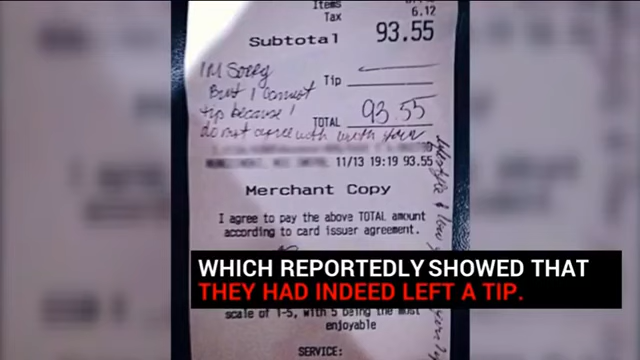 Items
Tax 6.12
Subtotal 93.55
I'm Sorry
But I cannot
tip because I
do not agree with with your
Lifestyle & how
Tip
TOTAL 93.55
11/13 19:19 93.55
Merchant Copy
I agree to pay the above TOTAL amount
according to card issuer agreement.
WHICH REPORTEDLY SHOWED THAT
THEY HAD INDEED LEFT A TIP.
scale of 1-5, with 5 being the most
enjoyable
SERVICE: